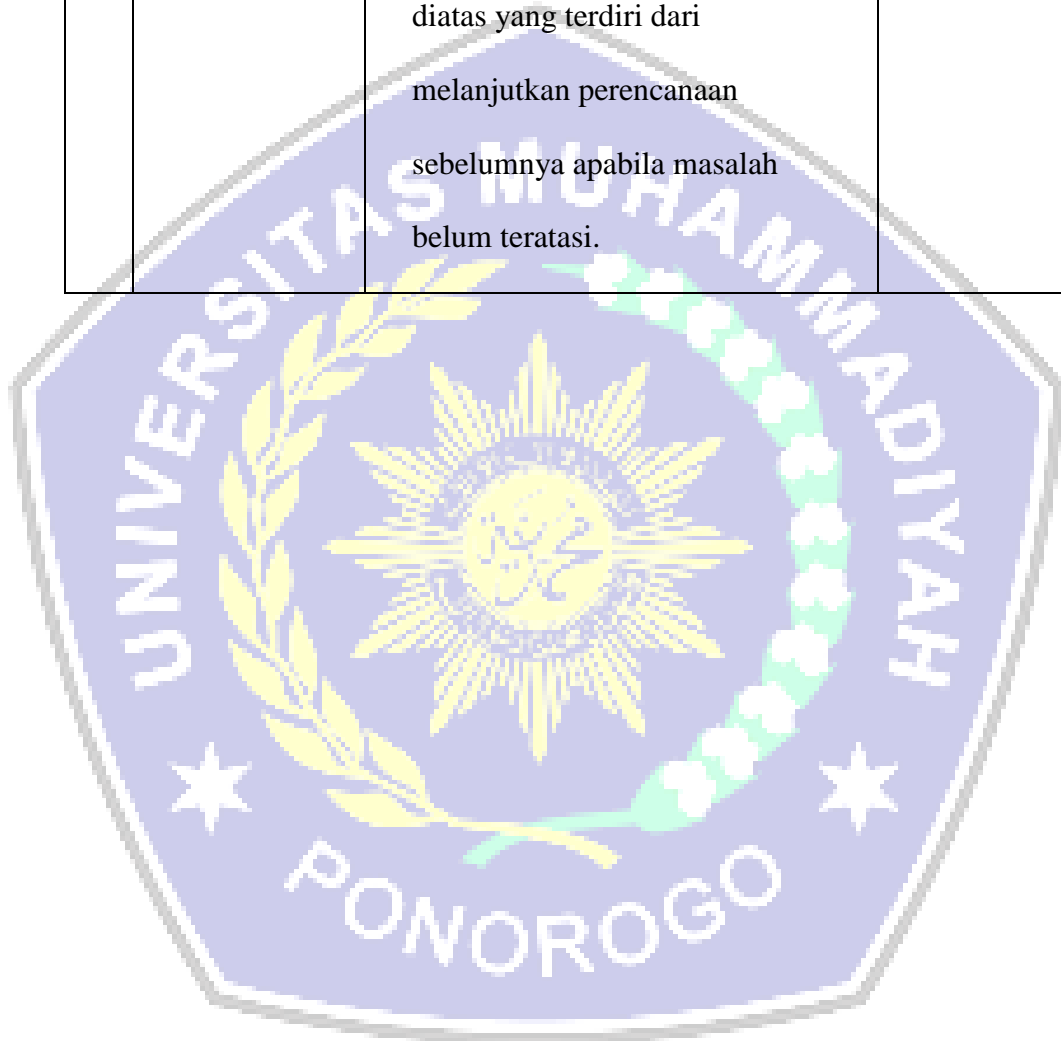 diatas yang terdiri dari
melanjutkan perencanaan
sebelumnya apabila masalah
belum teratasi.
UNIVERSITAS MUHAMMADIYAH
PONOROGO